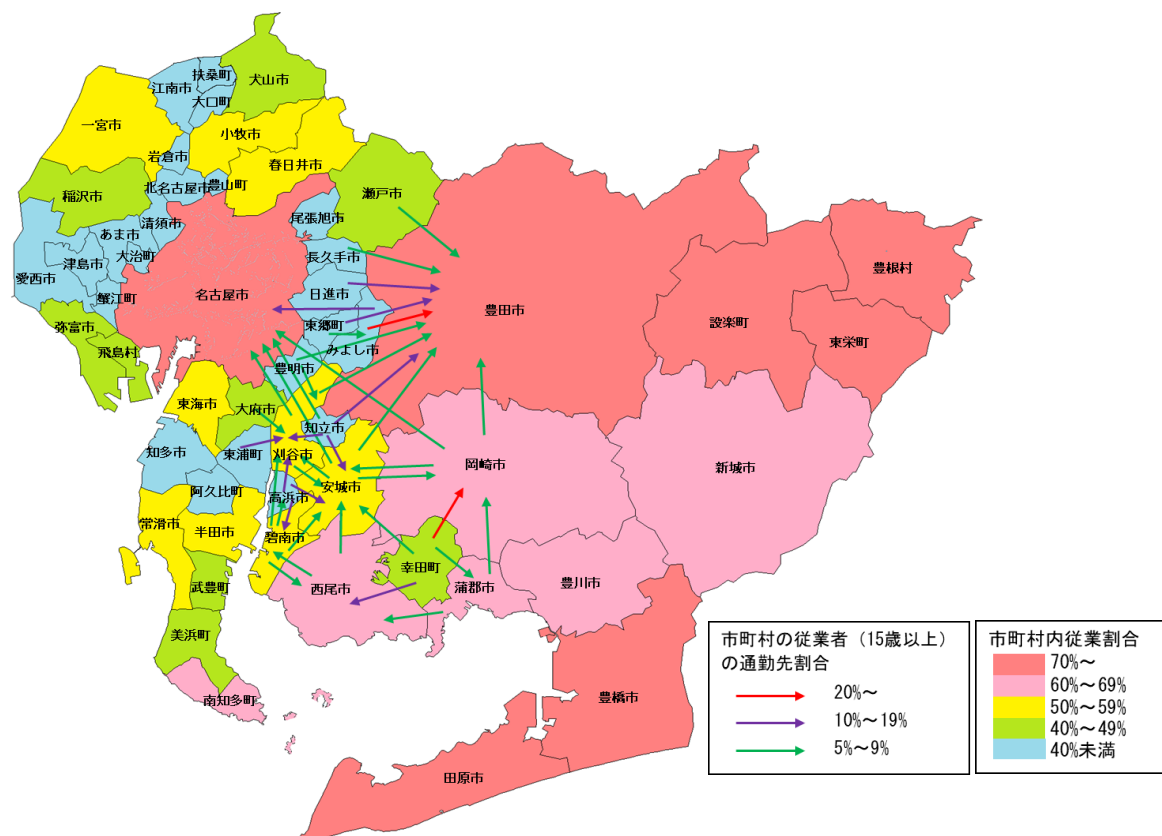 扶桑町
犬山市
江南市
大口町
一宮市
小牧市
岩倉市
春日井市
稲沢市
北名古屋市
豊山町
瀬戸市
尾張旭市
清須市
あま市
長久手市
大治町
津島市
愛西市
蟹江町
名古屋市
日進市
豊田市
豊根村
設楽町
東栄町
弥富市
飛島村
東郷町
みよし市
豊明市
東海市
大府市
知立市
知多市
東浦町
刈谷市
岡崎市
新城市
安城市
阿久比町
高浜市
常滑市
半田市
碧南市
幸田町
豊川市
武豊町
西尾市
蒲郡市
美浜町
南知多町
豊橋市
田原市
市町村の従業者（15歳以上）
の通勤先割合
20%～
10%～19%
5%～9%
市町村内従業割合
70%～
60%～69%
50%～59%
40%～49%
40%未満